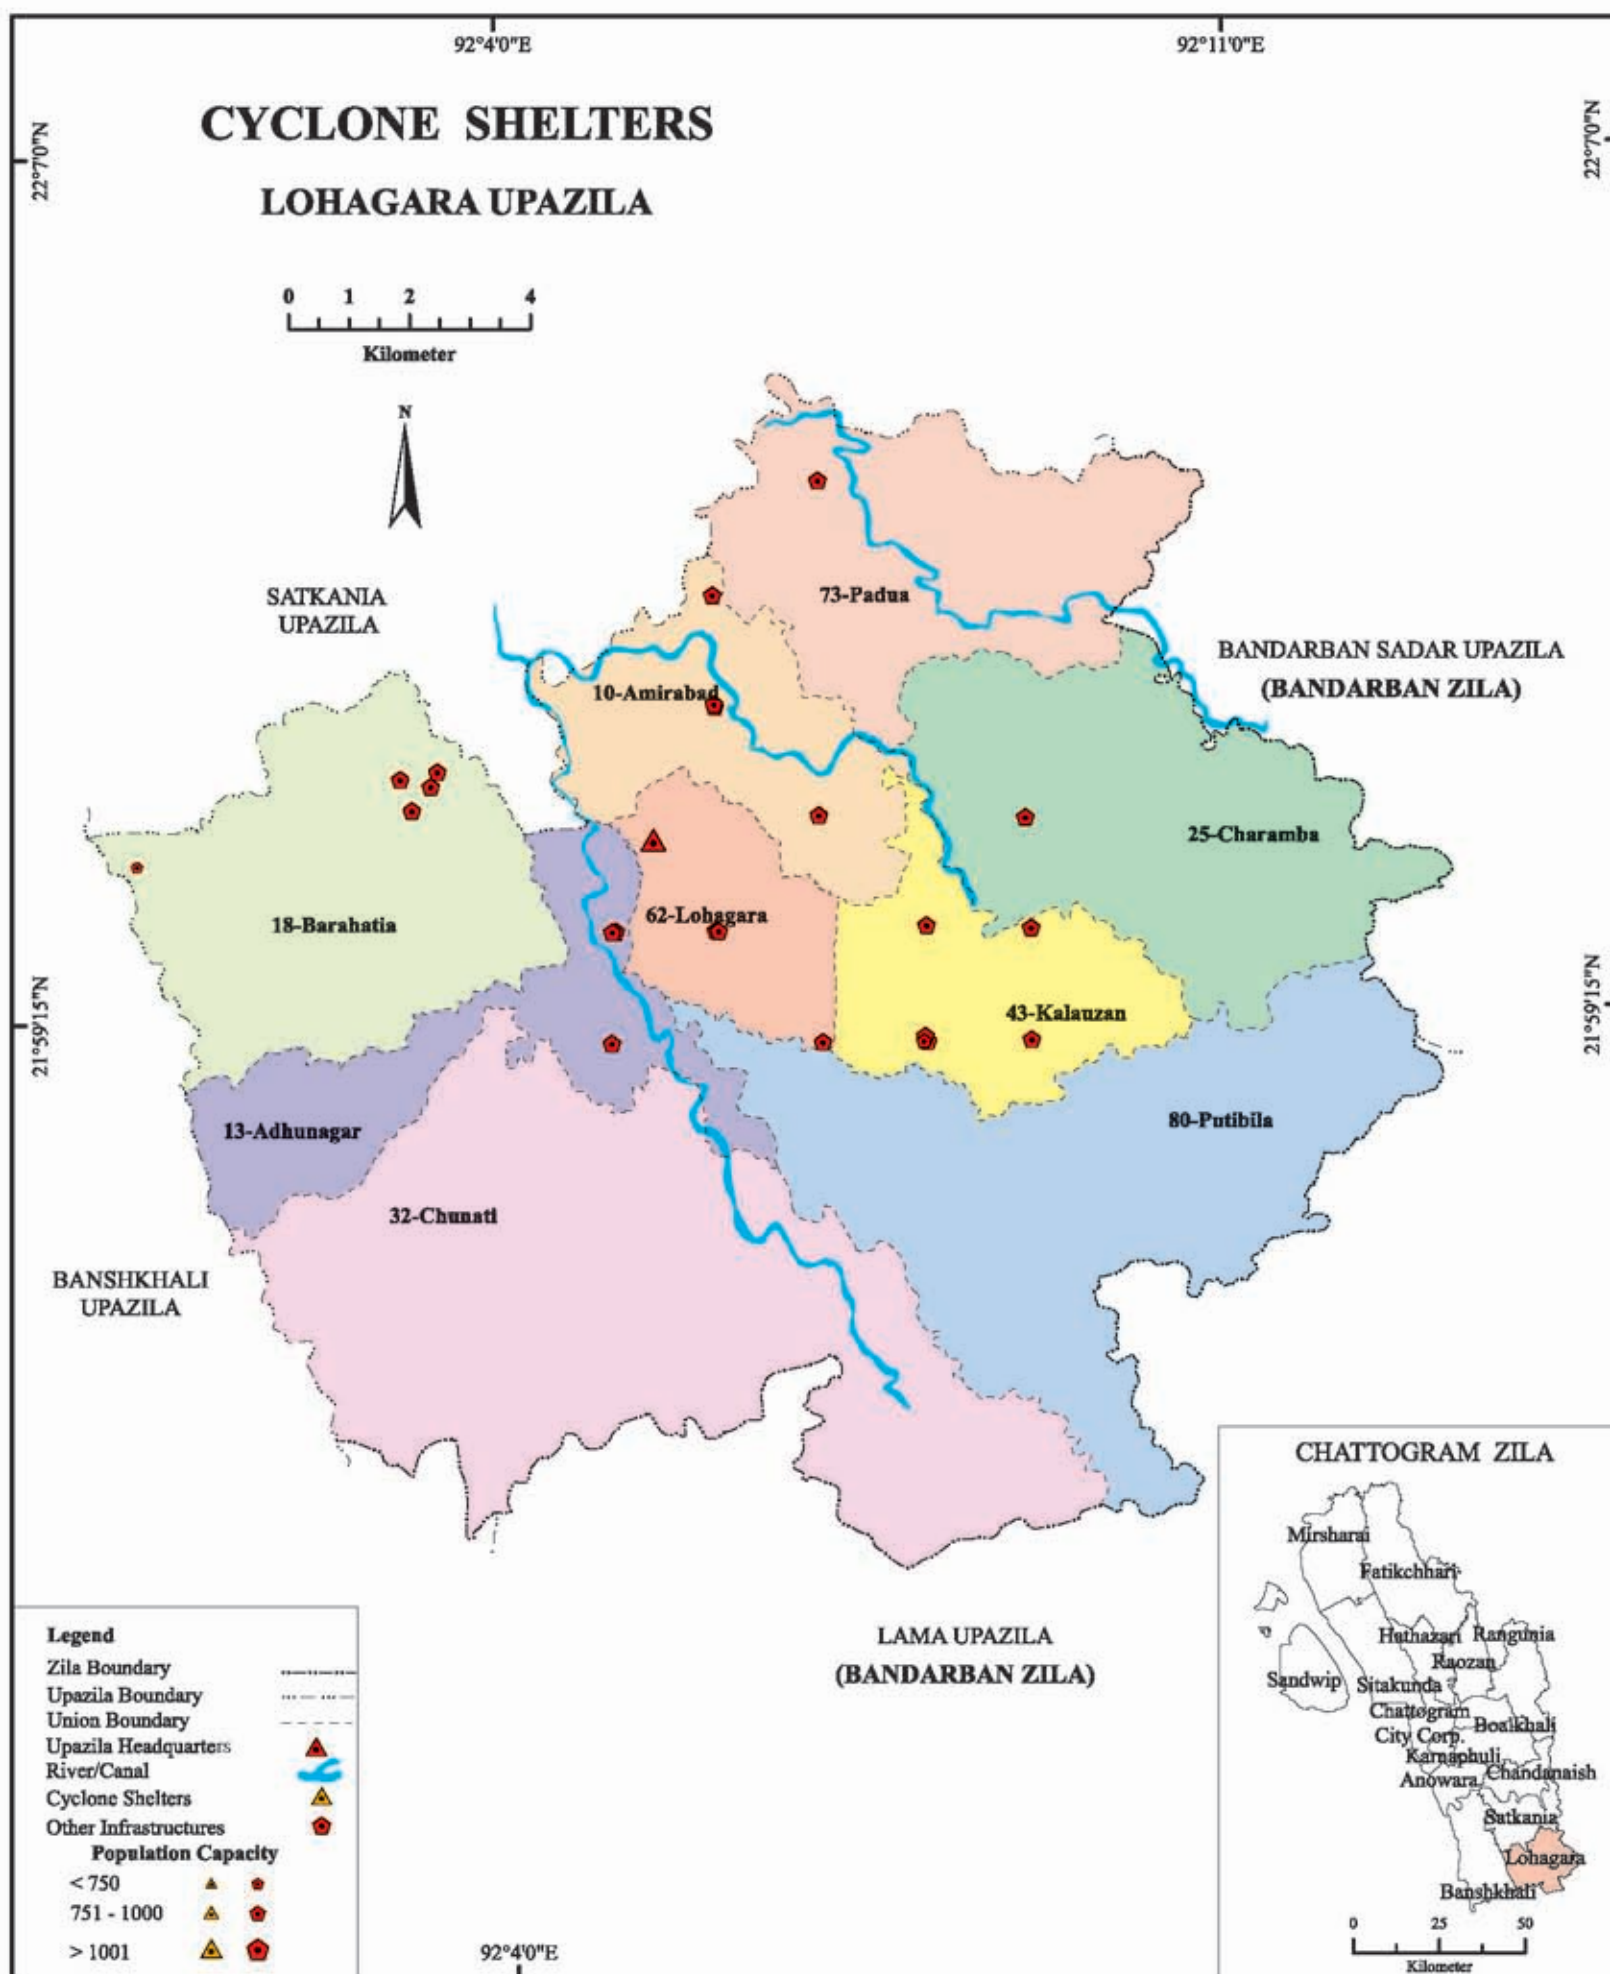 92°4'0"E
92°11'0"E
CYCLONE SHELTERS
22°7'0"N
22°7'0"N
LOHAGARA UPAZILA
0 1 2 4
Kilometer
N
SATKANIA
UPAZILA
73-Padua
BANDARBAN SADAR UPAZILA
(BANDARBAN ZILA)
10-Amirabad
25-Charamba
62-Lohagara
18-Barahatia
21°59'15"N
21°59'15"N
43-Kalauzan
80-Putibila
13-Adhunagar
32-Chunati
BANSHKHALI
UPAZILA
LAMA UPAZILA
(BANDARBAN ZILA)
Legend
Zila Boundary
Upazila Boundary
Union Boundary
Upazila Headquarters
River/Canal
Cyclone Shelters
Other Infrastructures
Population Capacity
< 750
751 - 1000
> 1001
92°4'0"E
CHATTOGRAM ZILA
Mirsharai
Fatikchhari
Hathazari
Rangunia
Raozan
Sandwip
Sitakunda
Chattogram
City Corp.
Boalkhali
Karnaphuli
Anowara
Chandanaish
Satkania
Lohagara
Banshkhali
0 25 50
Kilometer